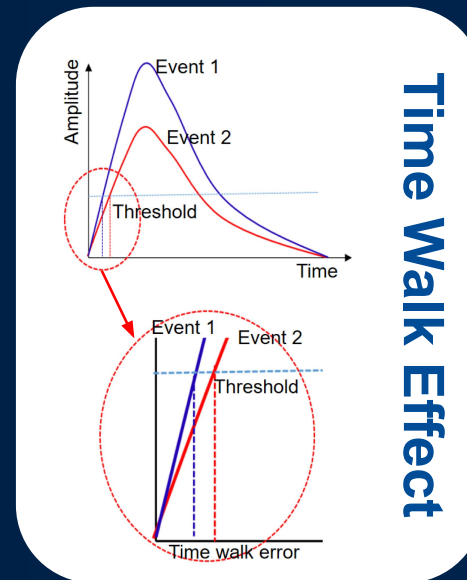 Amplitude
Event 1
Event 2
Threshold
Time
Event 1
Event 2
Threshold
Time walk error
Time Walk Effect